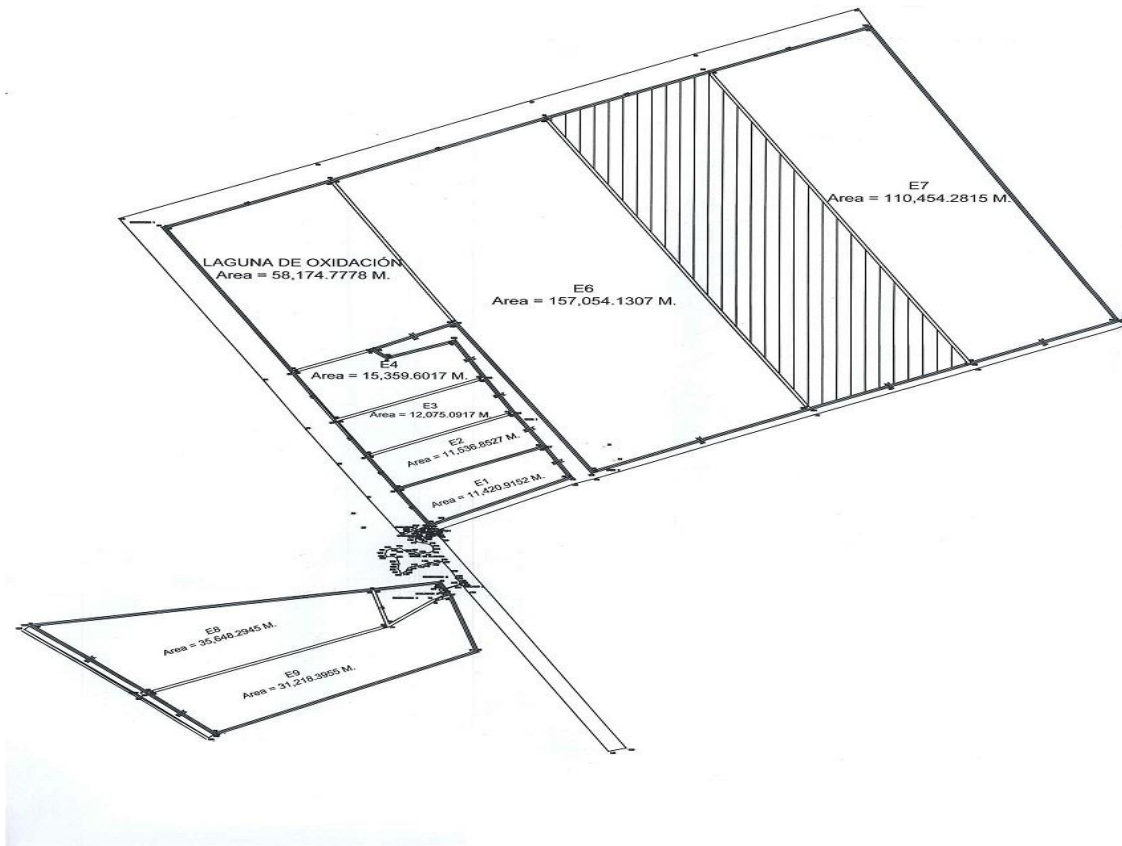 E7
Area = 110,454.2815 M.
LAGUNA DE OXIDACIÓN
Area = 58,174.7778 M.
E6
Area = 157,054.1307 M.
E4
Area = 15,359.6017 M.
E3
Area = 12,075.0917 M.
E2
Area = 11,536.8527 M.
E1
Area = 11,420.9152 M.
E8
Area = 35,648.2945 M.
E9
Area = 31,218.3955 M.